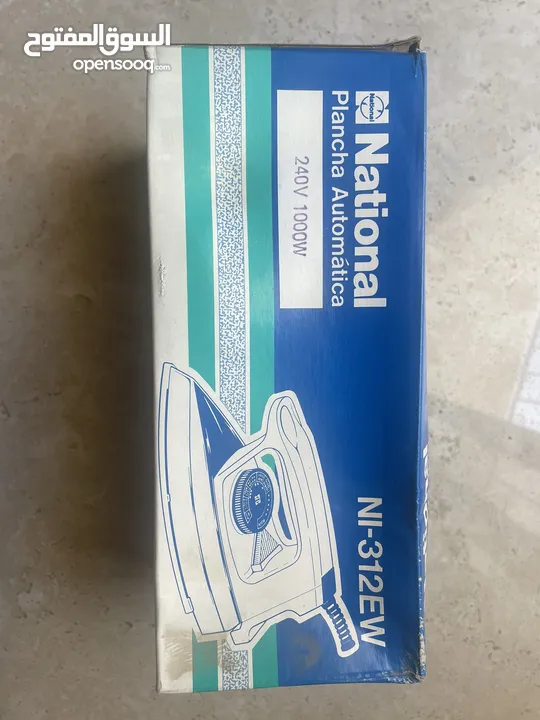 السوق المفتوح
opensooq.com
National
National
Plancha Automática
240V 1000W
NI-312EW